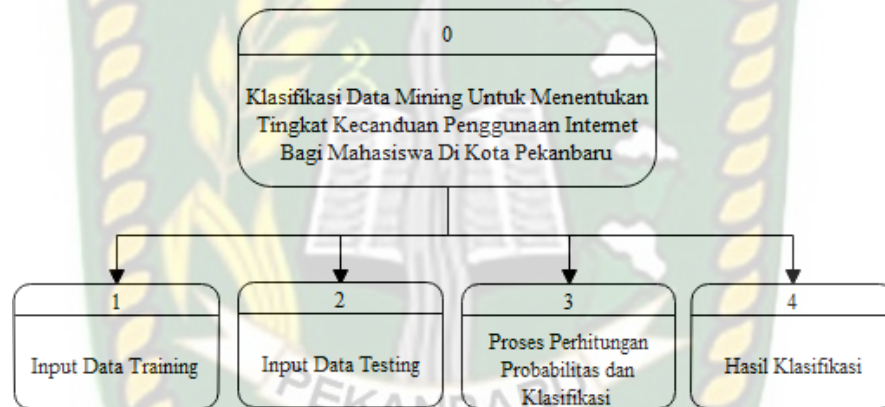 0
Klasifikasi Data Mining Untuk Menentukan
Tingkat Kecanduan Penggunaan Internet
Bagi Mahasiswa Di Kota Pekanbaru
1
Input Data Training
2
Input Data Testing
3
Proses Perhitungan
Probabilitas dan
Klasifikasi
4
Hasil Klasifikasi
PEKANBARU